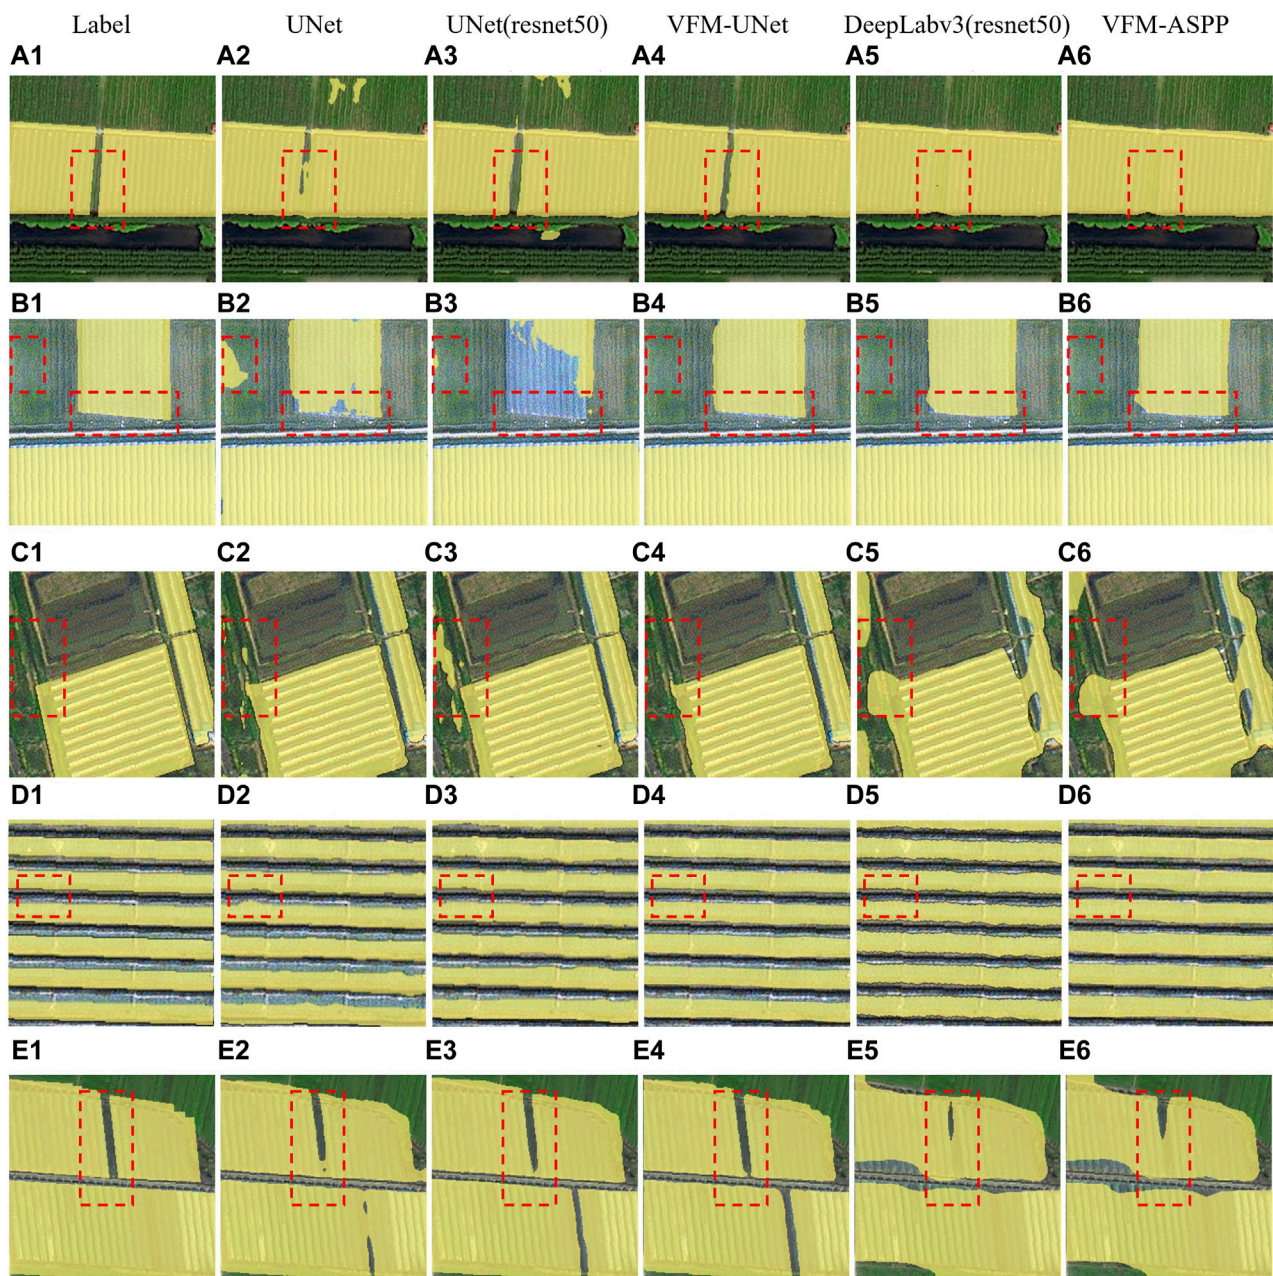 Label UNet UNet(resnet50) VFM-UNet DeepLabv3(resnet50) VFM-ASPP
A1 A2 A3 A4 A5 A6
B1 B2 B3 B4 B5 B6
C1 C2 C3 C4 C5 C6
D1 D2 D3 D4 D5 D6
E1 E2 E3 E4 E5 E6